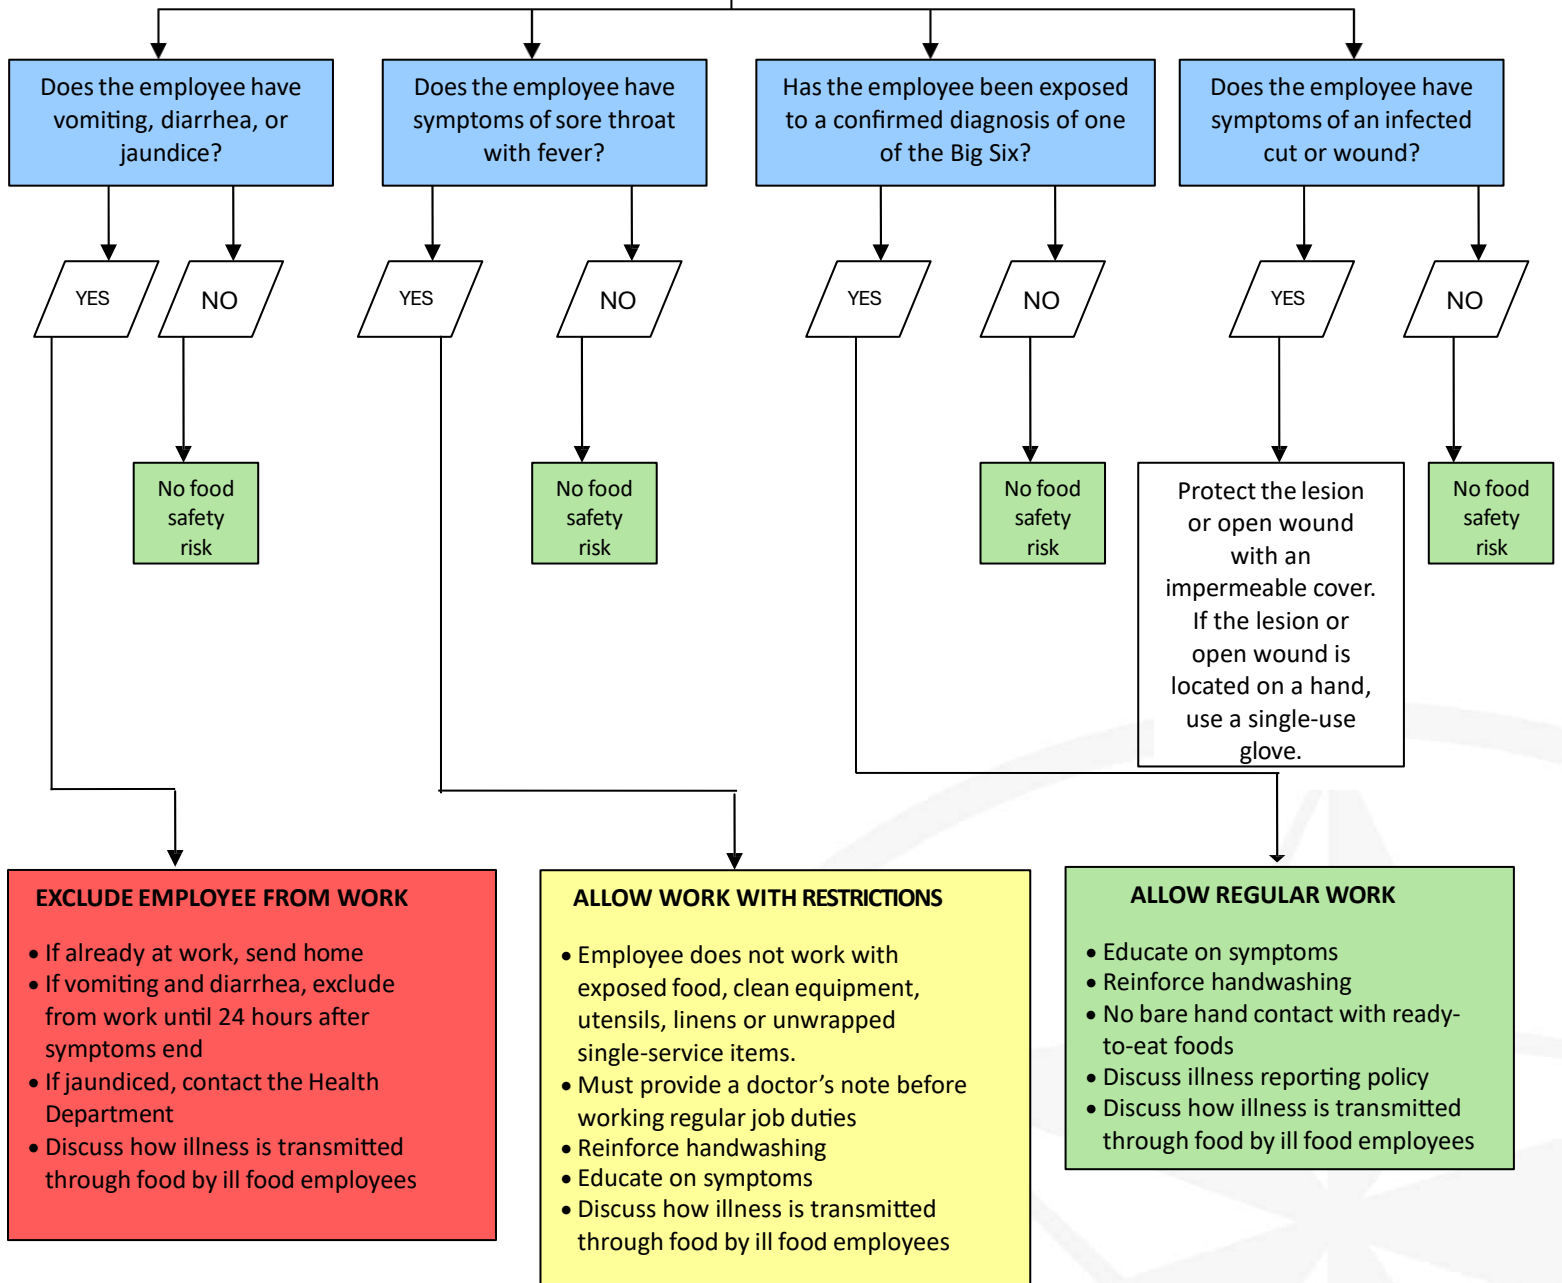 Does the employee have
vomiting, diarrhea, or
jaundice?
Does the employee have
symptoms of sore throat
with fever?
Has the employee been exposed
to a confirmed diagnosis of one
of the Big Six?
Does the employee have
symptoms of an infected
cut or wound?
YES
NO
YES
NO
YES
NO
YES
NO
No food
safety
risk
No food
safety
risk
No food
safety
risk
Protect the lesion
or open wound
with an
impermeable cover.
If the lesion or
open wound is
located on a hand,
use a single-use
glove.
No food
safety
risk
EXCLUDE EMPLOYEE FROM WORK
• If already at work, send home
• If vomiting and diarrhea, exclude
from work until 24 hours after
symptoms end
• If jaundiced, contact the Health
Department
• Discuss how illness is transmitted
through food by ill food employees
ALLOW WORK WITH RESTRICTIONS
• Employee does not work with
exposed food, clean equipment,
utensils, linens or unwrapped
single-service items.
• Must provide a doctor’s note before
working regular job duties
• Reinforce handwashing
• Educate on symptoms
• Discuss how illness is transmitted
through food by ill food employees
ALLOW REGULAR WORK
• Educate on symptoms
• Reinforce handwashing
• No bare hand contact with ready-
to-eat foods
• Discuss illness reporting policy
• Discuss how illness is transmitted
through food by ill food employees